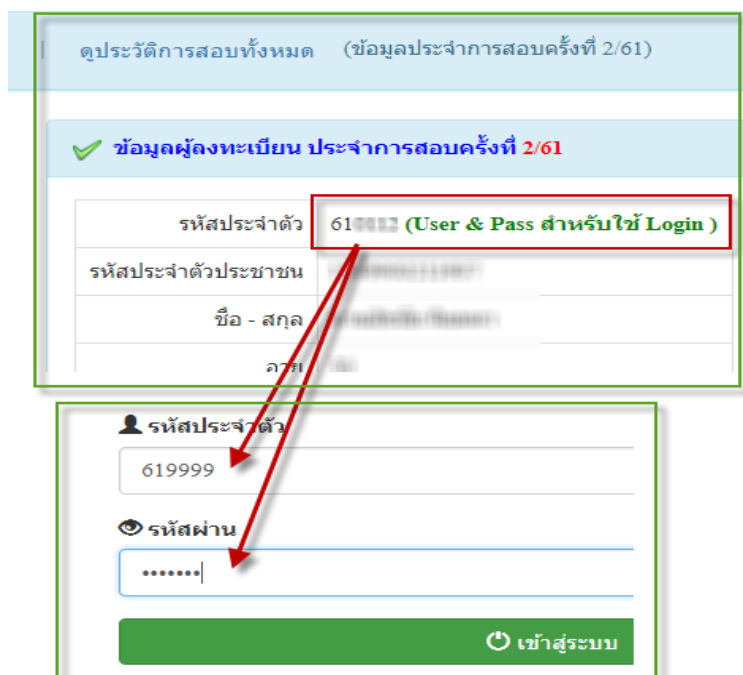 | ดูประวัติการสอบทั้งหมด (ข้อมูลประจำการสอบครั้งที่ 2/61)
ข้อมูลผู้ลงทะเบียน ประจำการสอบครั้งที่ 2/61
รหัสประจำตัว 61 (User & Pass สำหรับใช้ Login )
รหัสประจำตัวประชาชน
ชื่อ - สกุล
อายุ
รหัสประจำตัว
619999
รหัสผ่าน
•••••••
เข้าสู่ระบบ